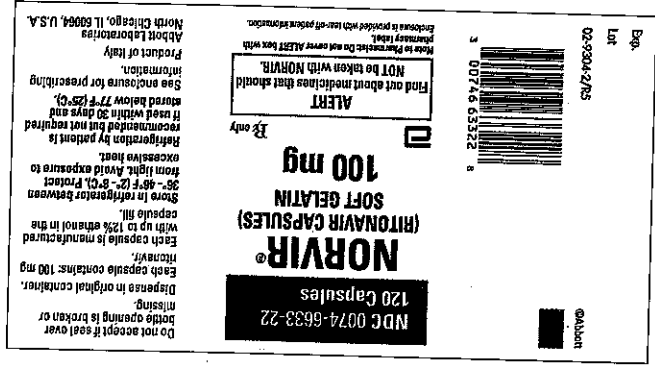 NDC 0074-6633-22
120 Capsules
NORVIR®
(RITONAVIR CAPSULES)
SOFT GELATIN
100 mg
Rx only
ALERT
Find out about medicines that should
NOT be taken with NORVIR.
Note to Pharmacist: Do not cover ALERT box with
pharmacy label.
Enclosure is provided with tear-off patient information.
Do not accept if seal over
bottle opening is broken or
missing.
Dispense in original container.
Each capsule contains: 100 mg
ritonavir.
Each capsule is manufactured
with up to 12% ethanol in the
capsule fill.
Store in refrigerator between
36°- 46°F (2°- 8°C). Protect
from light. Avoid exposure to
excessive heat.
Refrigeration by patient is
recommended but not required
if used within 30 days and
stored below 77°F (25°C).
See enclosure for prescribing
information.
Product of Italy
Abbott Laboratories
North Chicago, IL 60064, U.S.A.
©Abbott
3 00746 63322 8
02-9304-2/R5
Lot
Exp.